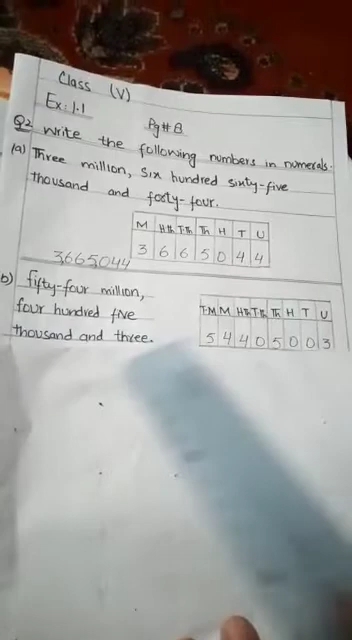 Class (V)
Ex: 1.1
Pg# 8
Q2 Write the following numbers in numerals.
(a) Three million, six hundred sixty-five
thousand and forty-four.
M H.th T.th Th H T U
3 6 6 5 0 4 4
3665044
b) fifty-four million,
four hundred five
thousand and three.
T.M M H.th T.th Th H T U
5 4 4 0 5 0 0 3